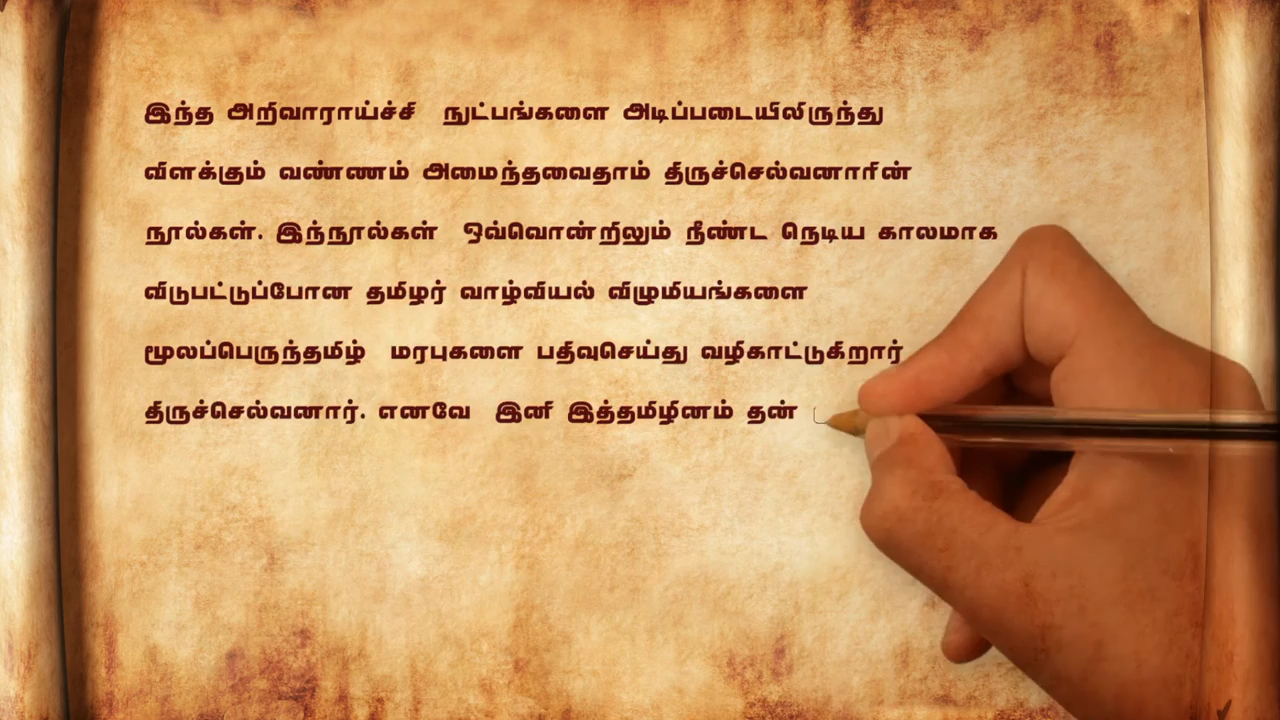 இந்த அறிவாராய்ச்சி நுட்பங்களை அடிப்படையிலிருந்து
விளக்கும் வண்ணம் அமைந்தவைதாம் திருச்செல்வனாரின்
நூல்கள். இந்நூல்கள் ஒவ்வொன்றிலும் நீண்ட நெடிய காலமாக
விடுபட்டுப்போன தமிழர் வாழ்வியல் விழுமியங்களை
மூலப்பெருந்தமிழ் மரபுகளை பதிவுசெய்து வழிகாட்டுகிறார்
திருச்செல்வனார். எனவே இனி இத்தமிழினம் தன்